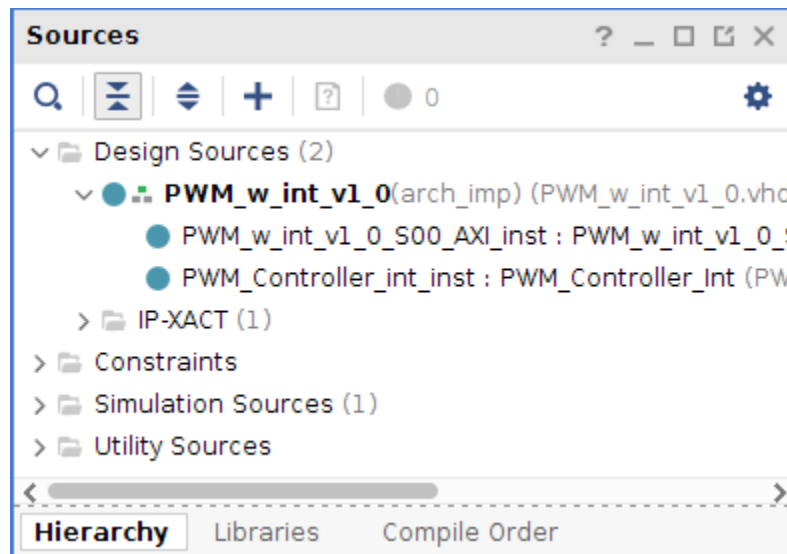 Sources
0
Design Sources (2)
PWM_w_int_v1_0(arch_imp) (PWM_w_int_v1_0.vhd
PWM_w_int_v1_0_S00_AXI_inst : PWM_w_int_v1_0_S
PWM_Controller_int_inst : PWM_Controller_Int (PW
IP-XACT (1)
Constraints
Simulation Sources (1)
Utility Sources
Hierarchy Libraries Compile Order